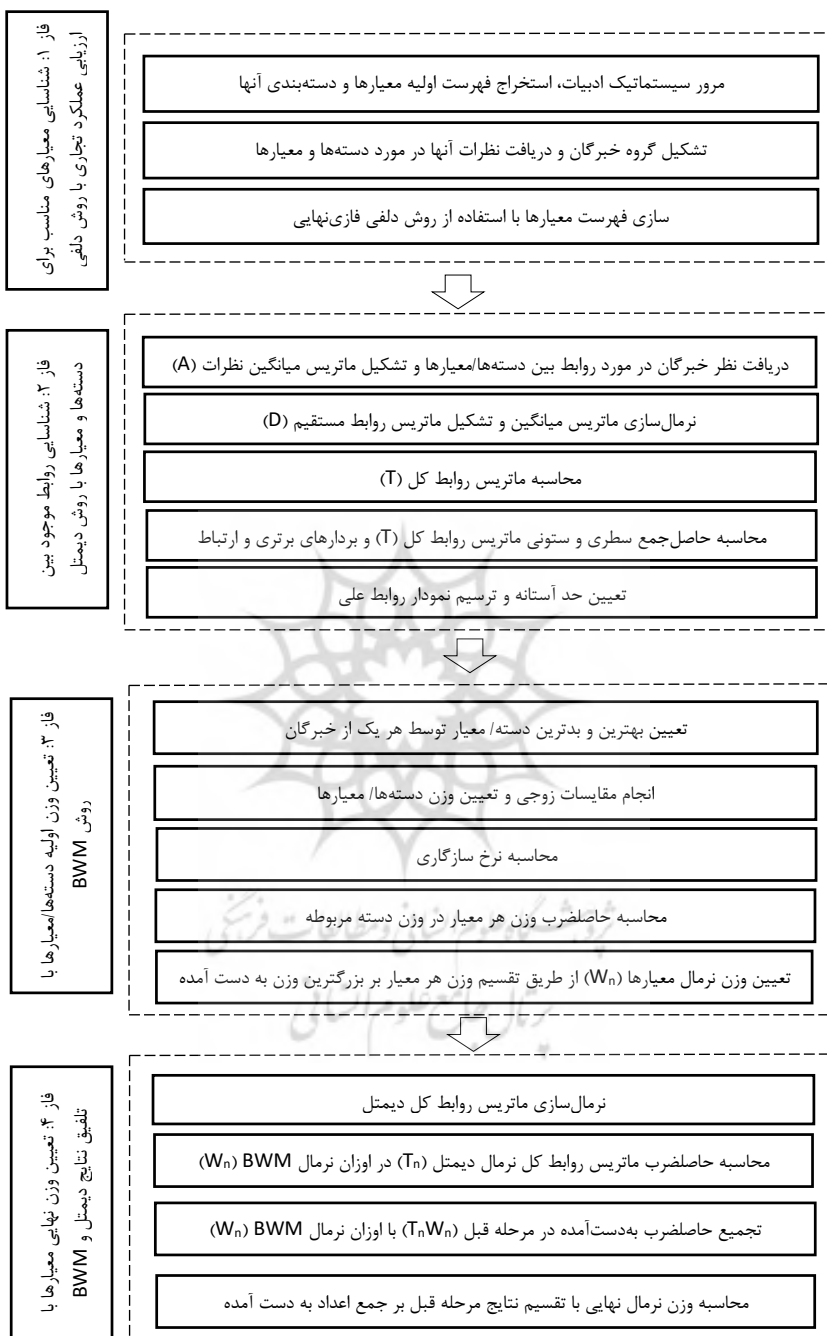 فاز ۱: شناسایی معیارهای مناسب برای
ارزیابی عملکرد تجاری با روش دلفی
مرور سیستماتیک ادبیات، استخراج فهرست اولیه معیارها و دسته‌بندی آنها
تشکیل گروه خبرگان و دریافت نظرات آنها در مورد دسته‌ها و معیارها
سازی فهرست معیارها با استفاده از روش دلفی فازی‌نهایی
فاز ۲: شناسایی روابط موجود بین
دسته‌ها و معیارها با روش دیمتل
دریافت نظر خبرگان در مورد روابط بین دسته‌ها/معیارها و تشکیل ماتریس میانگین نظرات (A)
نرمال‌سازی ماتریس میانگین و تشکیل ماتریس روابط مستقیم (D)
محاسبه ماتریس روابط کل (T)
محاسبه حاصل‌جمع سطری و ستونی ماتریس روابط کل (T) و بردارهای برتری و ارتباط
تعیین حد آستانه و ترسیم نمودار روابط علی
فاز ۳: تعیین وزن اولیه دسته‌ها/معیارها با
روش BWM
تعیین بهترین و بدترین دسته/ معیار توسط هر یک از خبرگان
انجام مقایسات زوجی و تعیین وزن دسته‌ها/ معیارها
محاسبه نرخ سازگاری
محاسبه حاصلضرب وزن هر معیار در وزن دسته مربوطه
پژوهشگاه علوم انسانی و مطالعات فرهنگی
تعیین وزن نرمال معیارها (Wn) از طریق تقسیم وزن هر معیار بر بزرگترین وزن به دست آمده
پرتال جامع علوم انسانی
فاز ۴: تعیین وزن نهایی معیارها با
تلفیق نتایج دیمتل و BWM
نرمال‌سازی ماتریس روابط کل دیمتل
محاسبه حاصلضرب ماتریس روابط کل نرمال دیمتل (Tn) در اوزان نرمال BWM (Wn)
تجمیع حاصلضرب به‌دست‌آمده در مرحله قبل (TnWn) با اوزان نرمال BWM (Wn)
محاسبه وزن نرمال نهایی با تقسیم نتایج مرحله قبل بر جمع اعداد به دست آمده